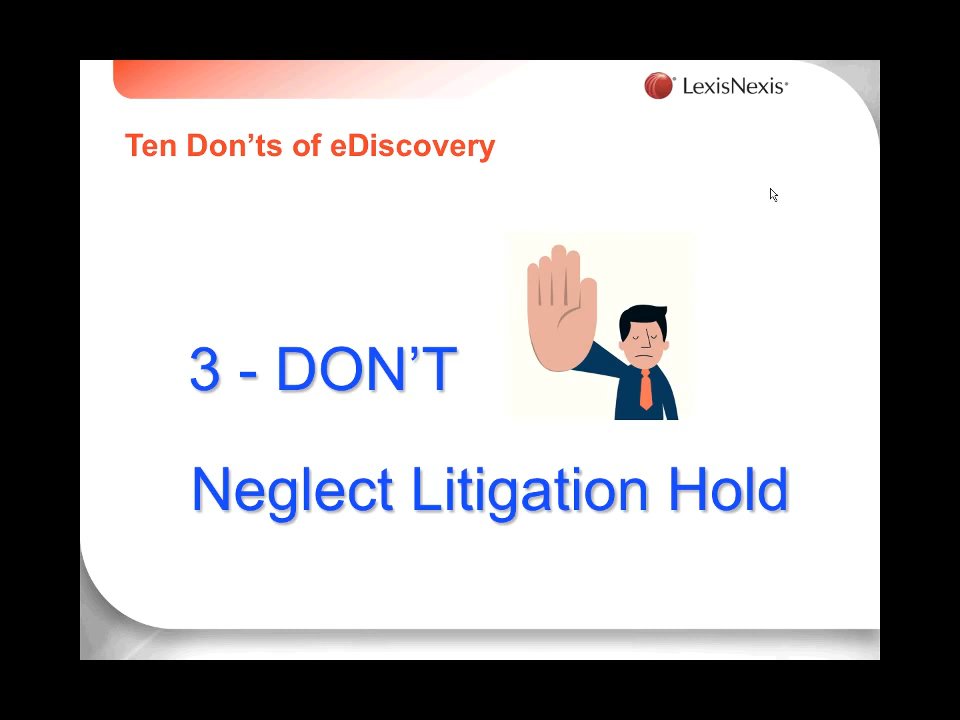 LexisNexis®
Ten Don’ts of eDiscovery
3 - DON’T
Neglect Litigation Hold